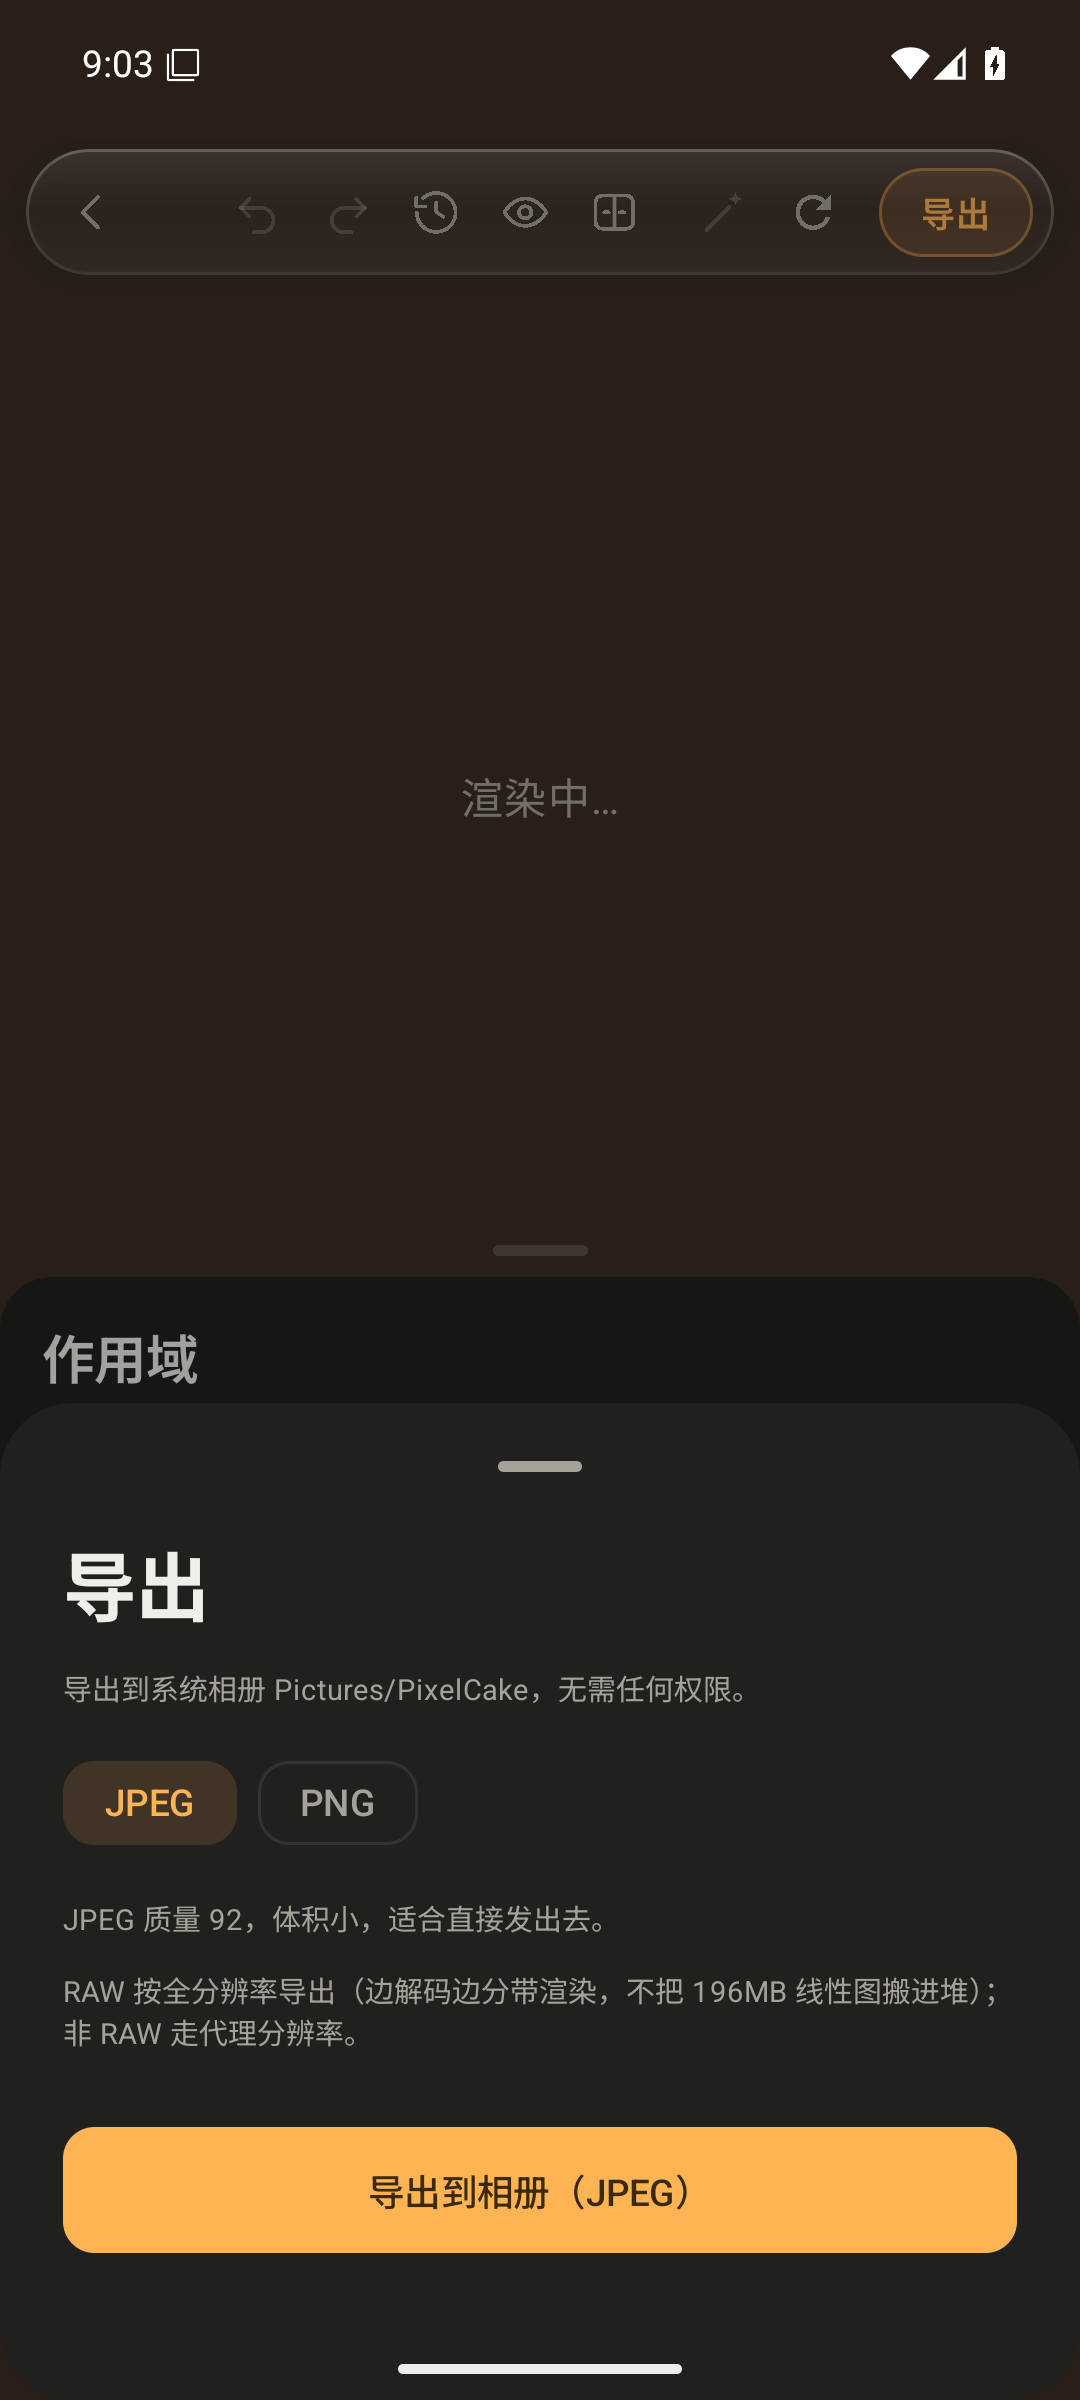 9:03
导出
渲染中...
作用域
导出
导出到系统相册 Pictures/PixelCake，无需任何权限。
JPEG
PNG
JPEG 质量 92，体积小，适合直接发出去。
RAW 按全分辨率导出（边解码边分带渲染，不把 196MB 线性图搬进堆）；
非 RAW 走代理分辨率。
导出到相册（JPEG）